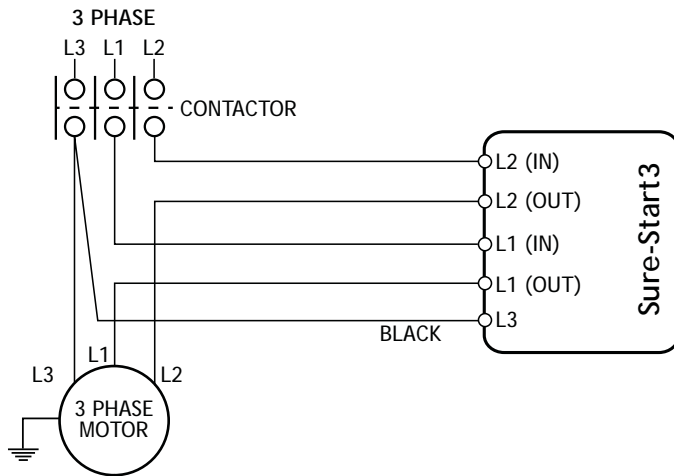 3 PHASE
L3 L1 L2
CONTACTOR
L2 (IN)
L2 (OUT)
L1 (IN)
L1 (OUT)
L3
Sure-Start3
BLACK
L1
L3
L2
3 PHASE
MOTOR